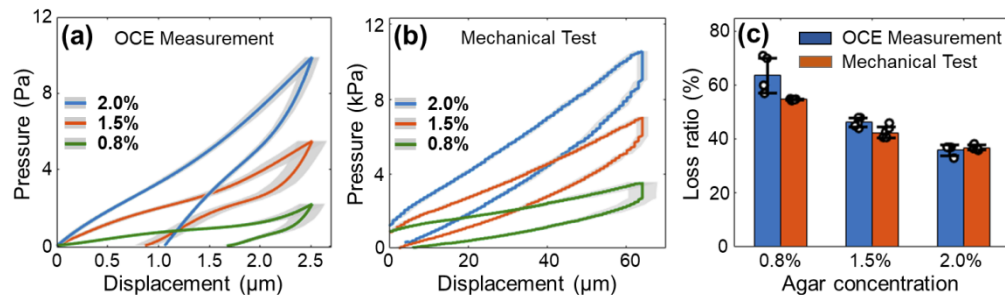 (a) OCE Measurement
Pressure (Pa)
12
8
4
0
2.0%
1.5%
0.8%
0 0.5 1.0 1.5 2.0 2.5
Displacement (μm)
(b) Mechanical Test
Pressure (kPa)
12
8
4
0
2.0%
1.5%
0.8%
0 20 40 60
Displacement (μm)
(c)
OCE Measurement
Mechanical Test
Loss ratio (%)
80
60
40
20
0
0.8% 1.5% 2.0%
Agar concentration